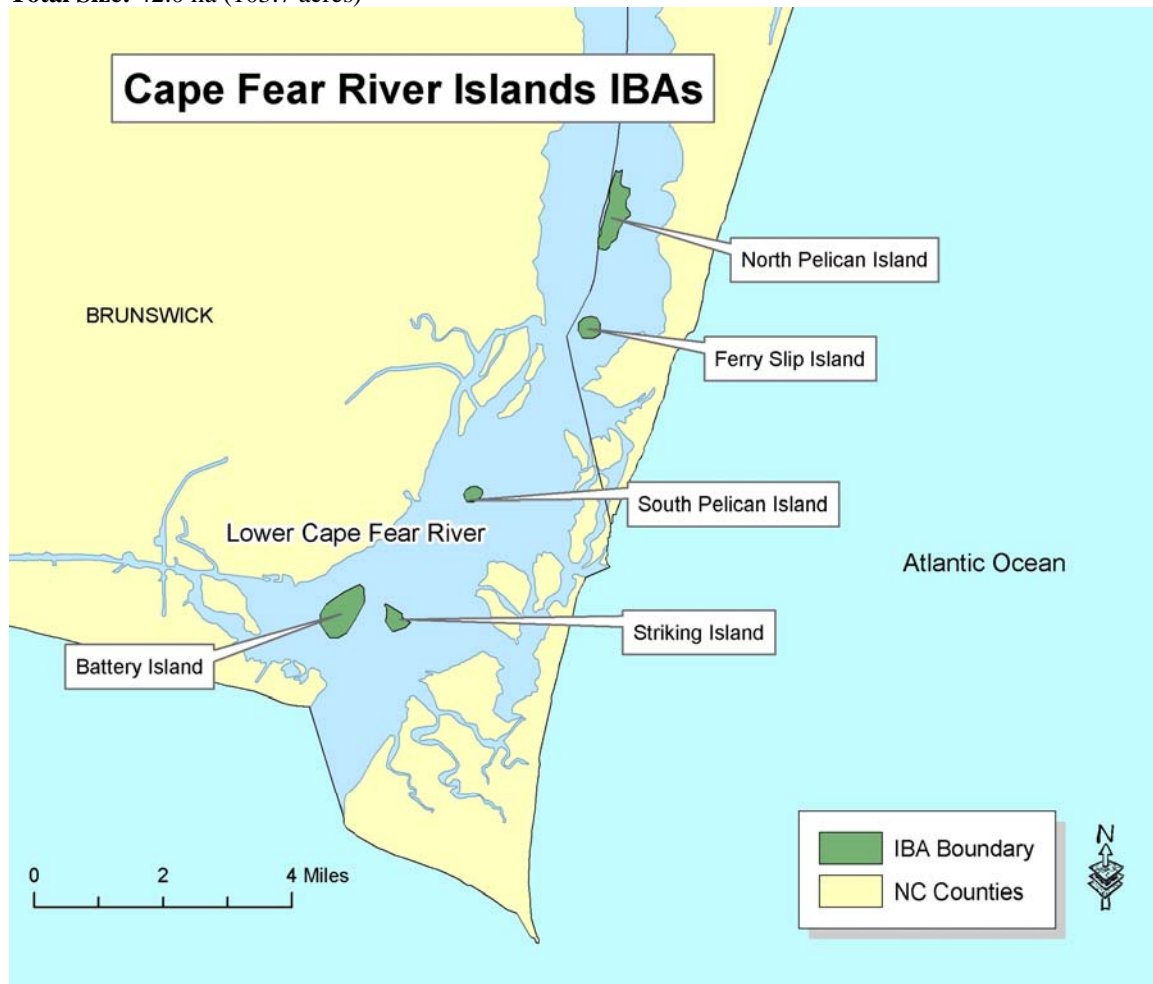 Cape Fear River Islands IBAs
North Pelican Island
BRUNSWICK
Ferry Slip Island
South Pelican Island
Lower Cape Fear River
Atlantic Ocean
Striking Island
Battery Island
N
IBA Boundary
NC Counties
0 2 4 Miles